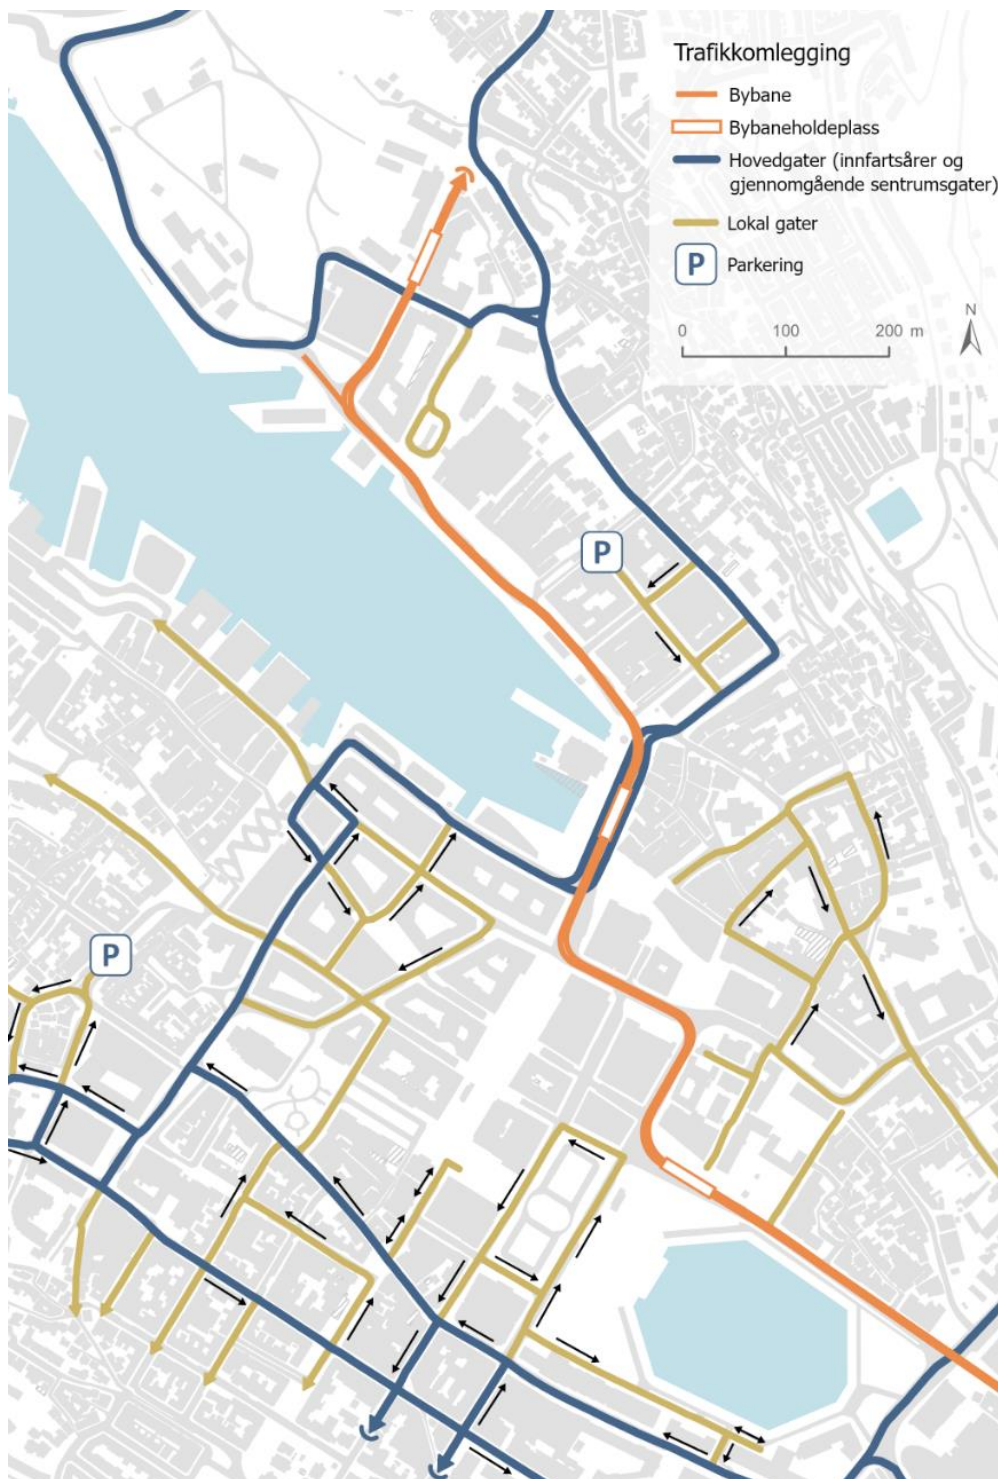 Trafikkomlegging
Bybane
Bybaneholdeplass
Hovedgater (innfartsårer og
gjennomgående sentrumsgater)
Lokal gater
P Parkering
0 100 200 m
N
P
P